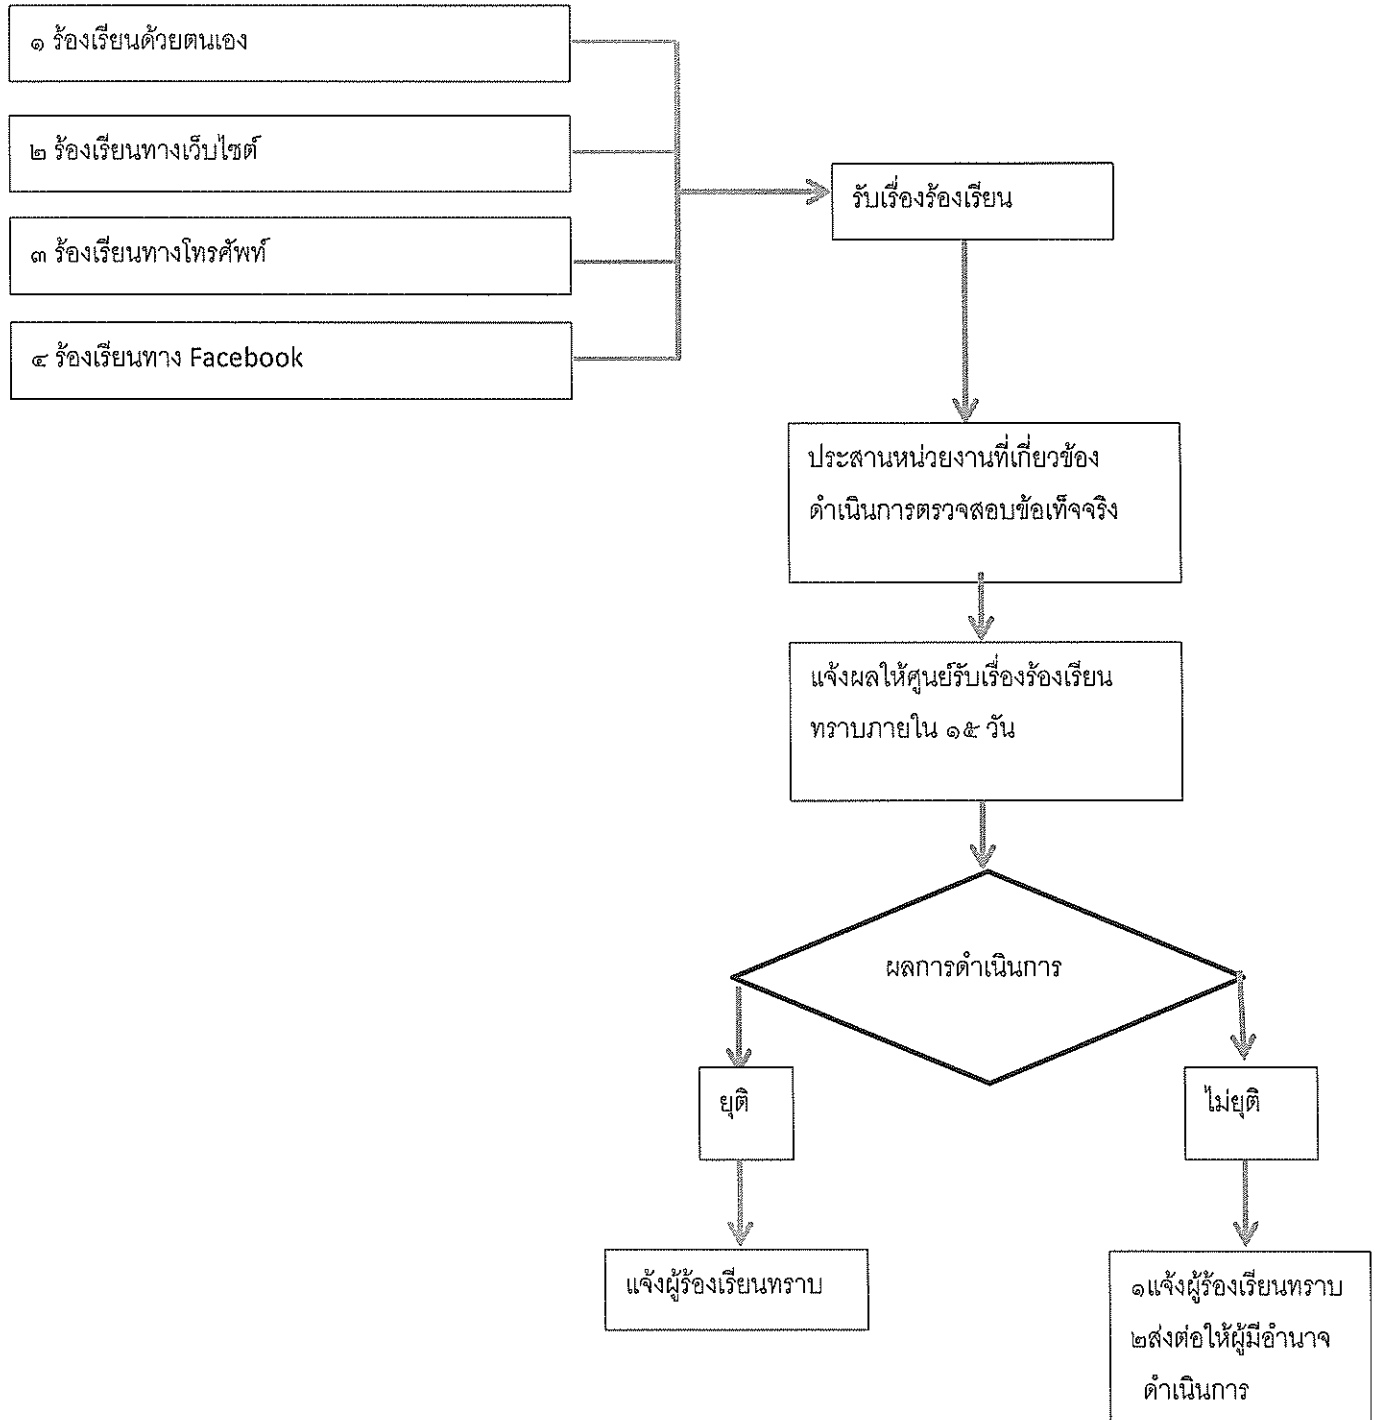 ๑ ร้องเรียนด้วยตนเอง
๒ ร้องเรียนทางเว็บไซต์
๓ ร้องเรียนทางโทรศัพท์
๔ ร้องเรียนทาง Facebook
รับเรื่องร้องเรียน
ประสานหน่วยงานที่เกี่ยวข้อง
ดำเนินการตรวจสอบข้อเท็จจริง
แจ้งผลให้ศูนย์รับเรื่องร้องเรียน
ทราบภายใน ๑๕ วัน
ผลการดำเนินการ
ยุติ
ไม่ยุติ
แจ้งผู้ร้องเรียนทราบ
๑แจ้งผู้ร้องเรียนทราบ
๒ส่งต่อให้ผู้มีอำนาจ
ดำเนินการ